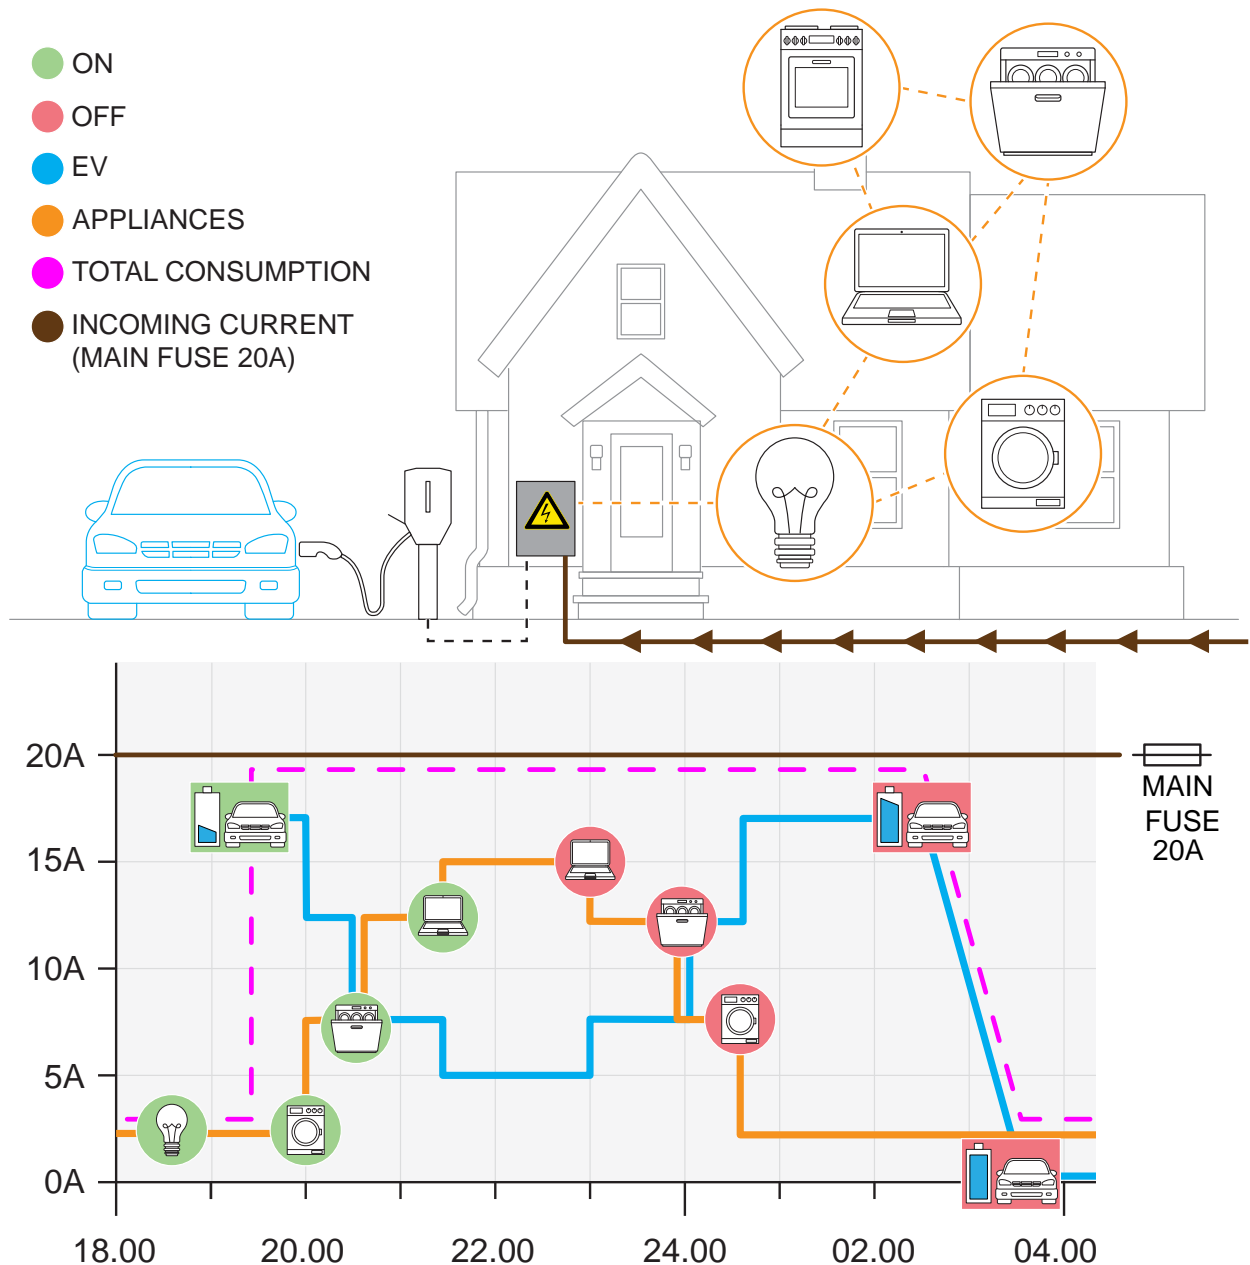 ON
OFF
EV
APPLIANCES
TOTAL CONSUMPTION
INCOMING CURRENT
(MAIN FUSE 20A)
20A
15A
10A
5A
0A
MAIN
FUSE
20A
18.00 20.00 22.00 24.00 02.00 04.00